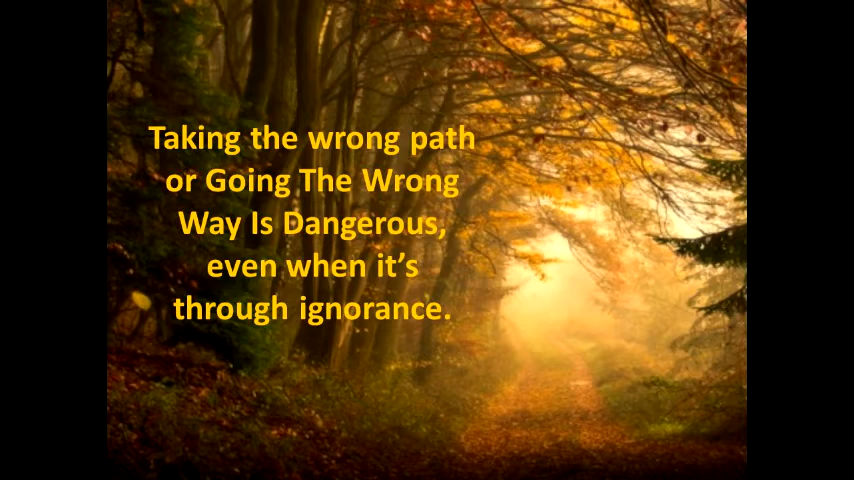 Taking the wrong path
or Going The Wrong
Way Is Dangerous,
even when it’s
through ignorance.